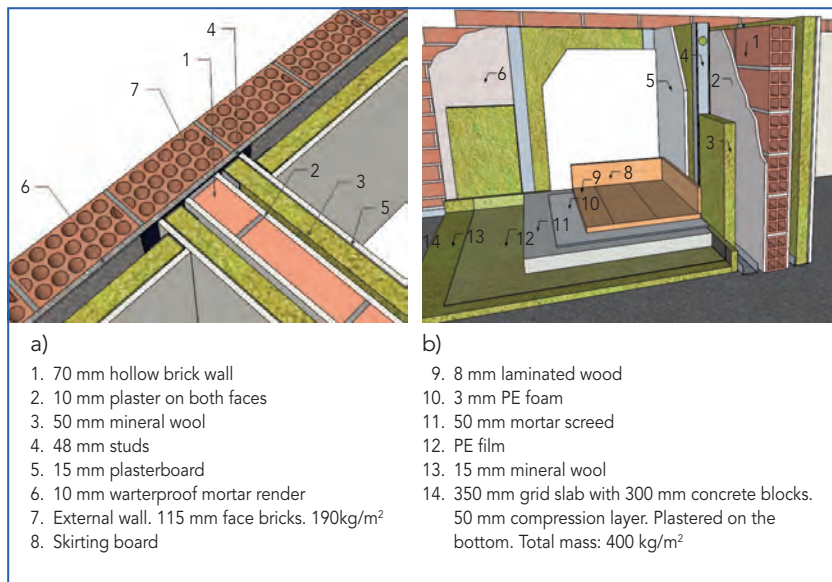 4
1
7
2
3
6
5
1
4
2
6
5
3
9
8
10
11
14
13
12
a)
1. 70 mm hollow brick wall
2. 10 mm plaster on both faces
3. 50 mm mineral wool
4. 48 mm studs
5. 15 mm plasterboard
6. 10 mm warterproof mortar render
7. External wall. 115 mm face bricks. 190kg/m²
8. Skirting board
b)
9. 8 mm laminated wood
10. 3 mm PE foam
11. 50 mm mortar screed
12. PE film
13. 15 mm mineral wool
14. 350 mm grid slab with 300 mm concrete blocks.
50 mm compression layer. Plastered on the
bottom. Total mass: 400 kg/m²